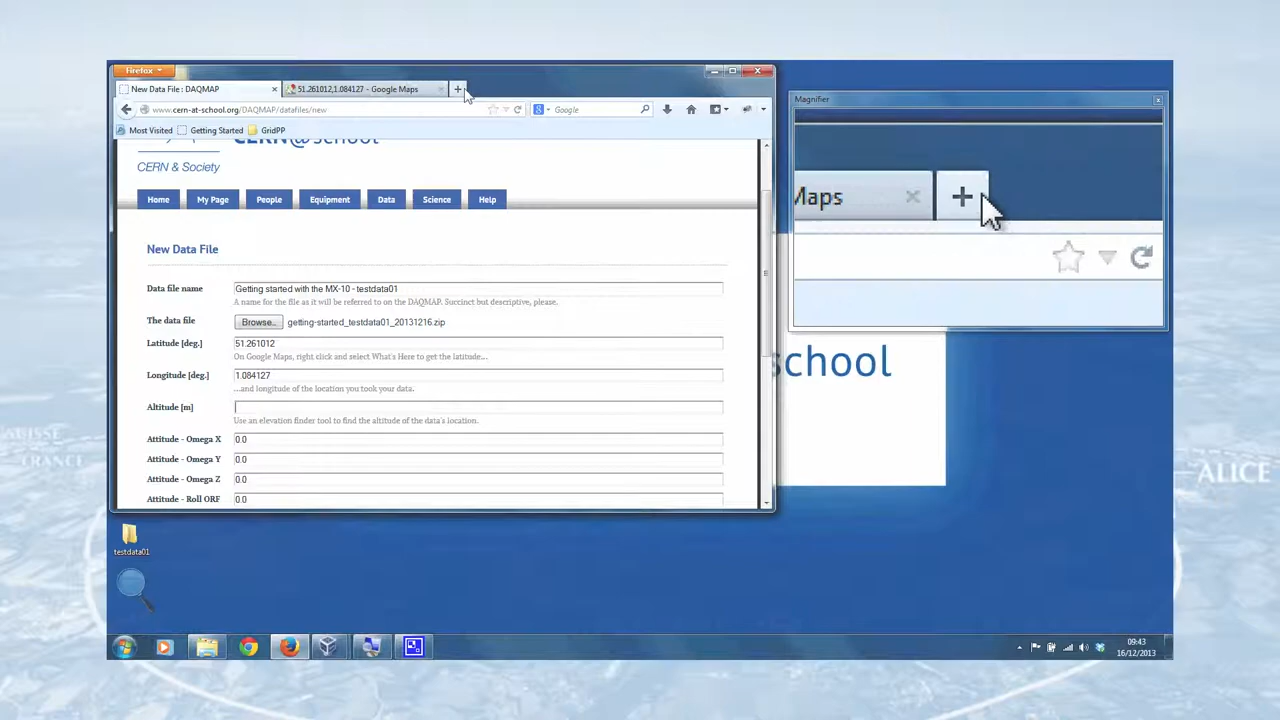 Firefox
New Data File : DAQMAP
51.261012,1.084127 - Google Maps
www.cern-at-school.org/DAQMAP/datafiles/new
Google
Most Visited
Getting Started
GridPP
CERN@school
CERN & Society
Home
My Page
People
Equipment
Data
Science
Help
New Data File
Data file name
Getting started with the MX-10 - testdata01
A name for the file as it will be referred to on the DAQMAP. Succinct but descriptive, please.
The data file
Browse...
getting-started_testdata01_20131216.zip
Latitude [deg.]
51.261012
On Google Maps, right click and select What's Here to get the latitude...
Longitude [deg.]
1.084127
...and longitude of the location you took your data.
Altitude [m]
Use an elevation finder tool to find the altitude of the data's location.
Attitude - Omega X
0.0
Attitude - Omega Y
0.0
Attitude - Omega Z
0.0
Attitude - Roll ORF
0.0
Magnifier
Maps
school
testdata01
09:43
16/12/2013
SUISSE
FRANCE
ALICE